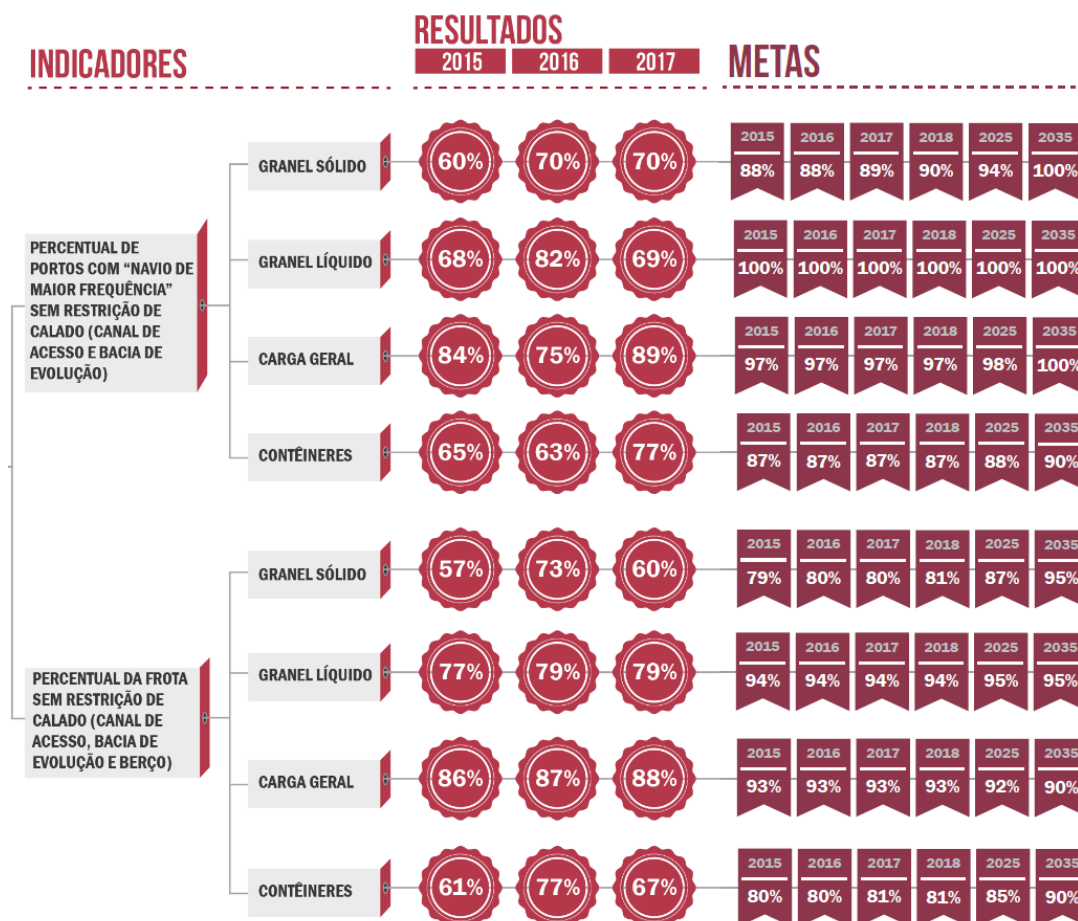 INDICADORES
RESULTADOS
2015 2016 2017
METAS
PERCENTUAL DE
PORTOS COM “NAVIO DE
MAIOR FREQUÊNCIA”
SEM RESTRIÇÃO DE
CALADO (CANAL DE
ACESSO E BACIA DE
EVOLUÇÃO)
GRANEL SÓLIDO 60% 70% 70%
2015 2016 2017 2018 2025 2035
88% 88% 89% 90% 94% 100%
GRANEL LÍQUIDO 68% 82% 69%
2015 2016 2017 2018 2025 2035
100% 100% 100% 100% 100% 100%
CARGA GERAL 84% 75% 89%
2015 2016 2017 2018 2025 2035
97% 97% 97% 97% 98% 100%
CONTÊINERES 65% 63% 77%
2015 2016 2017 2018 2025 2035
87% 87% 87% 87% 88% 90%
PERCENTUAL DA FROTA
SEM RESTRIÇÃO DE
CALADO (CANAL DE
ACESSO, BACIA DE
EVOLUÇÃO E BERÇO)
GRANEL SÓLIDO 57% 73% 60%
2015 2016 2017 2018 2025 2035
79% 80% 80% 81% 87% 95%
GRANEL LÍQUIDO 77% 79% 79%
2015 2016 2017 2018 2025 2035
94% 94% 94% 94% 95% 95%
CARGA GERAL 86% 87% 88%
2015 2016 2017 2018 2025 2035
93% 93% 93% 93% 92% 90%
CONTÊINERES 61% 77% 67%
2015 2016 2017 2018 2025 2035
80% 80% 81% 81% 85% 90%